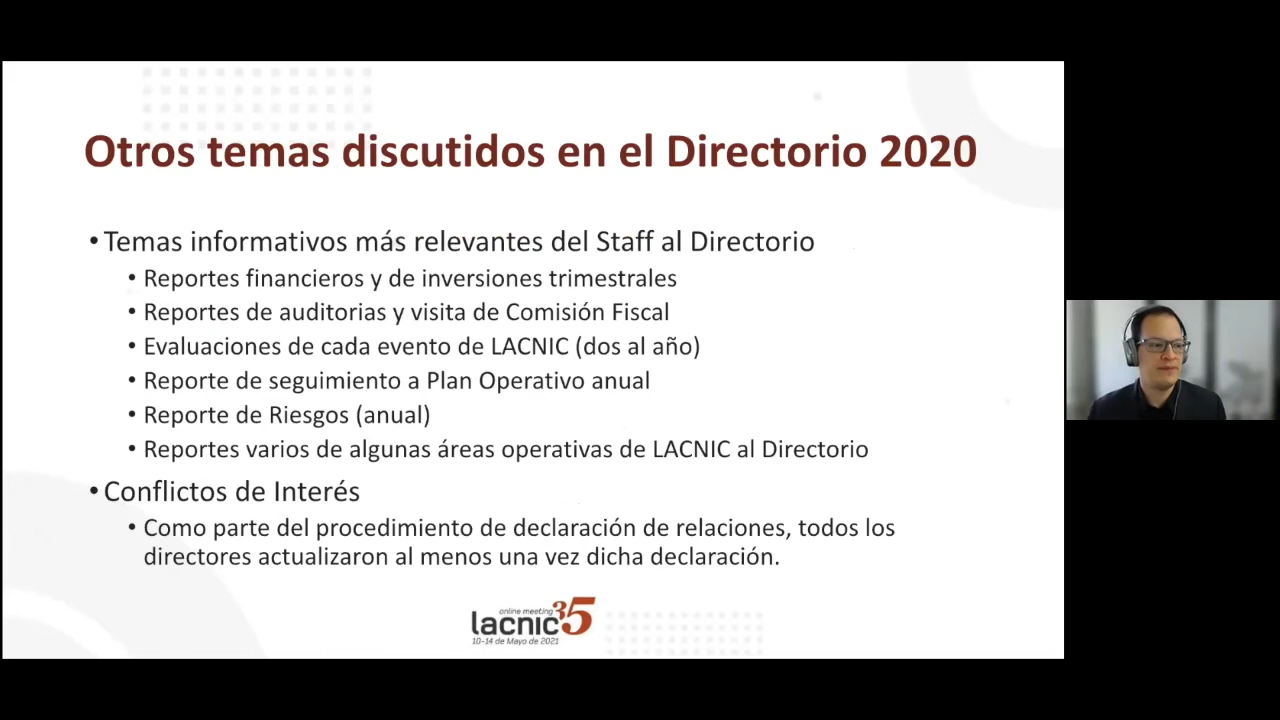 Otros temas discutidos en el Directorio 2020
• Temas informativos más relevantes del Staff al Directorio
• Reportes financieros y de inversiones trimestrales
• Reportes de auditorias y visita de Comisión Fiscal
• Evaluaciones de cada evento de LACNIC (dos al año)
• Reporte de seguimiento a Plan Operativo anual
• Reporte de Riesgos (anual)
• Reportes varios de algunas áreas operativas de LACNIC al Directorio
• Conflictos de Interés
• Como parte del procedimiento de declaración de relaciones, todos los
directores actualizaron al menos una vez dicha declaración.
online meeting
lacnic 35
10-14 de Mayo de 2021